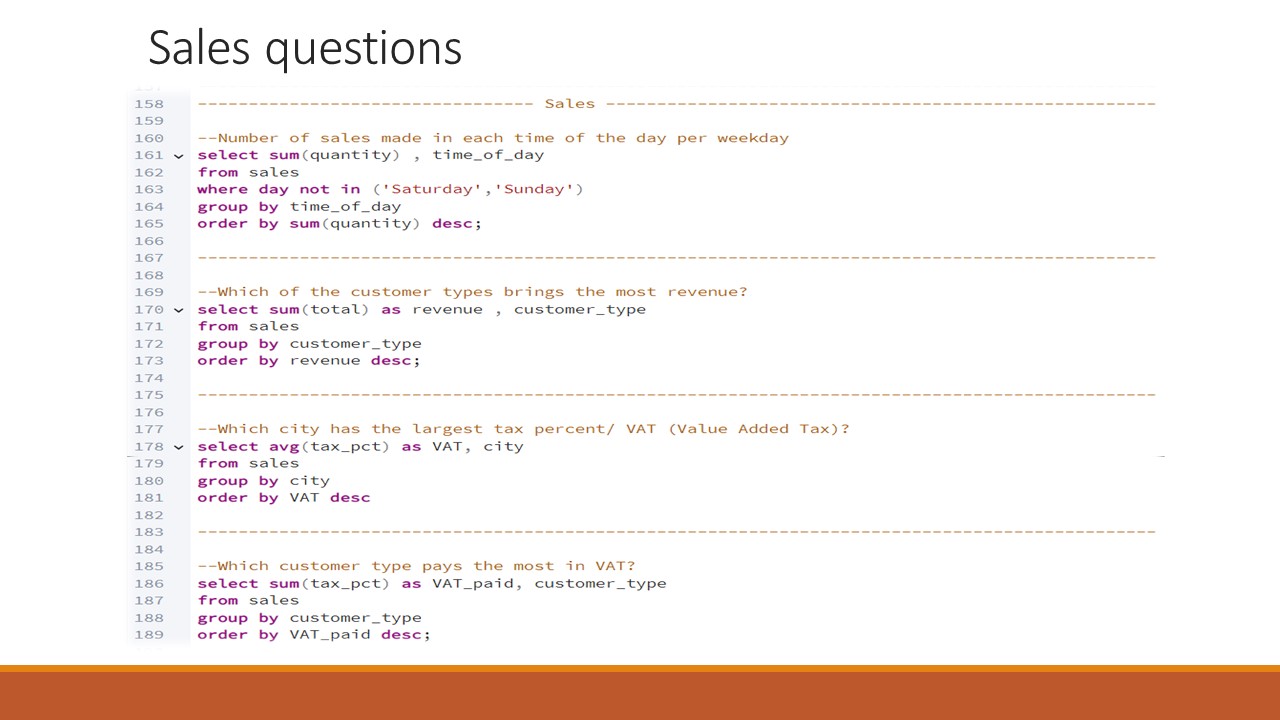 Sales questions
158 --------------------------------- Sales ------------------------------------------------------
159
160 --Number of sales made in each time of the day per weekday
161 select sum(quantity) , time_of_day
162 from sales
163 where day not in ('Saturday','Sunday')
164 group by time_of_day
165 order by sum(quantity) desc;
166
167 ----------------------------------------------------------------------------------------------
168
169 --Which of the customer types brings the most revenue?
170 select sum(total) as revenue , customer_type
171 from sales
172 group by customer_type
173 order by revenue desc;
174
175 ----------------------------------------------------------------------------------------------
176
177 --Which city has the largest tax percent/ VAT (Value Added Tax)?
178 select avg(tax_pct) as VAT, city
179 from sales
180 group by city
181 order by VAT desc
182
183 ----------------------------------------------------------------------------------------------
184
185 --Which customer type pays the most in VAT?
186 select sum(tax_pct) as VAT_paid, customer_type
187 from sales
188 group by customer_type
189 order by VAT_paid desc;